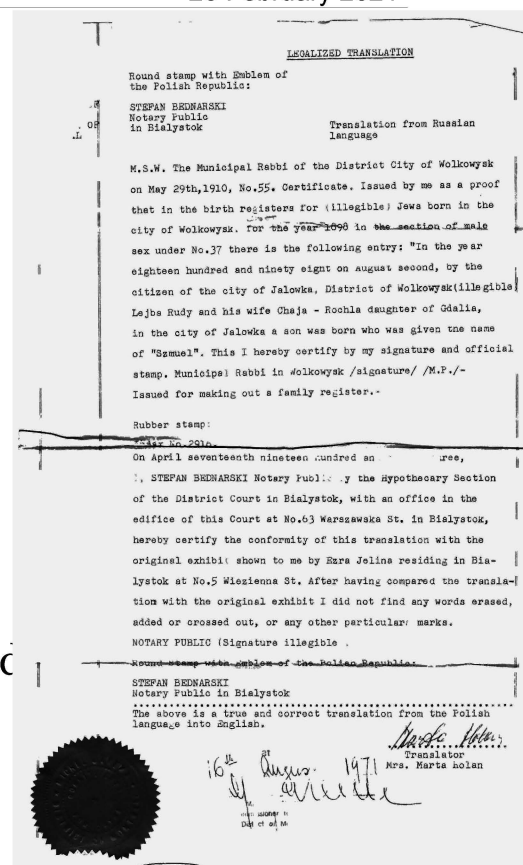 LEGALIZED TRANSLATION
Round stamp with Emblem of
the Polish Republic:
STEFAN BEDNARSKI
Notary Public
in Bialystok
Translation from Russian
language
M.S.W. The Municipal Rabbi of the District City of Wolkowysk
on May 29th,1910, No.55. Certificate. Issued by me as a proof
that in the birth registers for (illegible) Jews born in the
city of Wolkowysk. for the year 1898 in the section of male
sex under No.37 there is the following entry: "In the year
eighteen hundred and ninety eight on august second, by the
citizen of the city of Jalowka, District of Wolkowysk(illegible
Lejba Rudy and his wife Chaja - Rochla daughter of Gdalia,
in the city of Jalowka a son was born who was given the name
of "Szmuel". This I hereby certify by my signature and official
stamp. Municipal Rabbi in Wolkowysk /signature/ /M.P./-
Issued for making out a family register.-
Rubber stamp:
No.291
On April seventeenth nineteen hundred
STEFAN BEDNARSKI Notary Public by the Hypothecary Section
of the District Court in Bialystok, with an office in the
edifice of this Court at No.63 Warszawska St. in Bialystok,
hereby certify the conformity of this translation with the
original exhibit shown to me by Ezra Jelina residing in Bia-
lystok at No.5 Wiezienna St. After having compared the transla-
tion with the original exhibit I did not find any words erased,
added or crossed out, or any other particular marks.
NOTARY PUBLIC (Signature illegible
Round stamp with Emblem of the Polish Republic:
STEFAN BEDNARSKI
Notary Public in Bialystok
The above is a true and correct translation from the Polish
language into English.
Marta Holan
Translator
Mrs. Marta Holan
16th August 1971